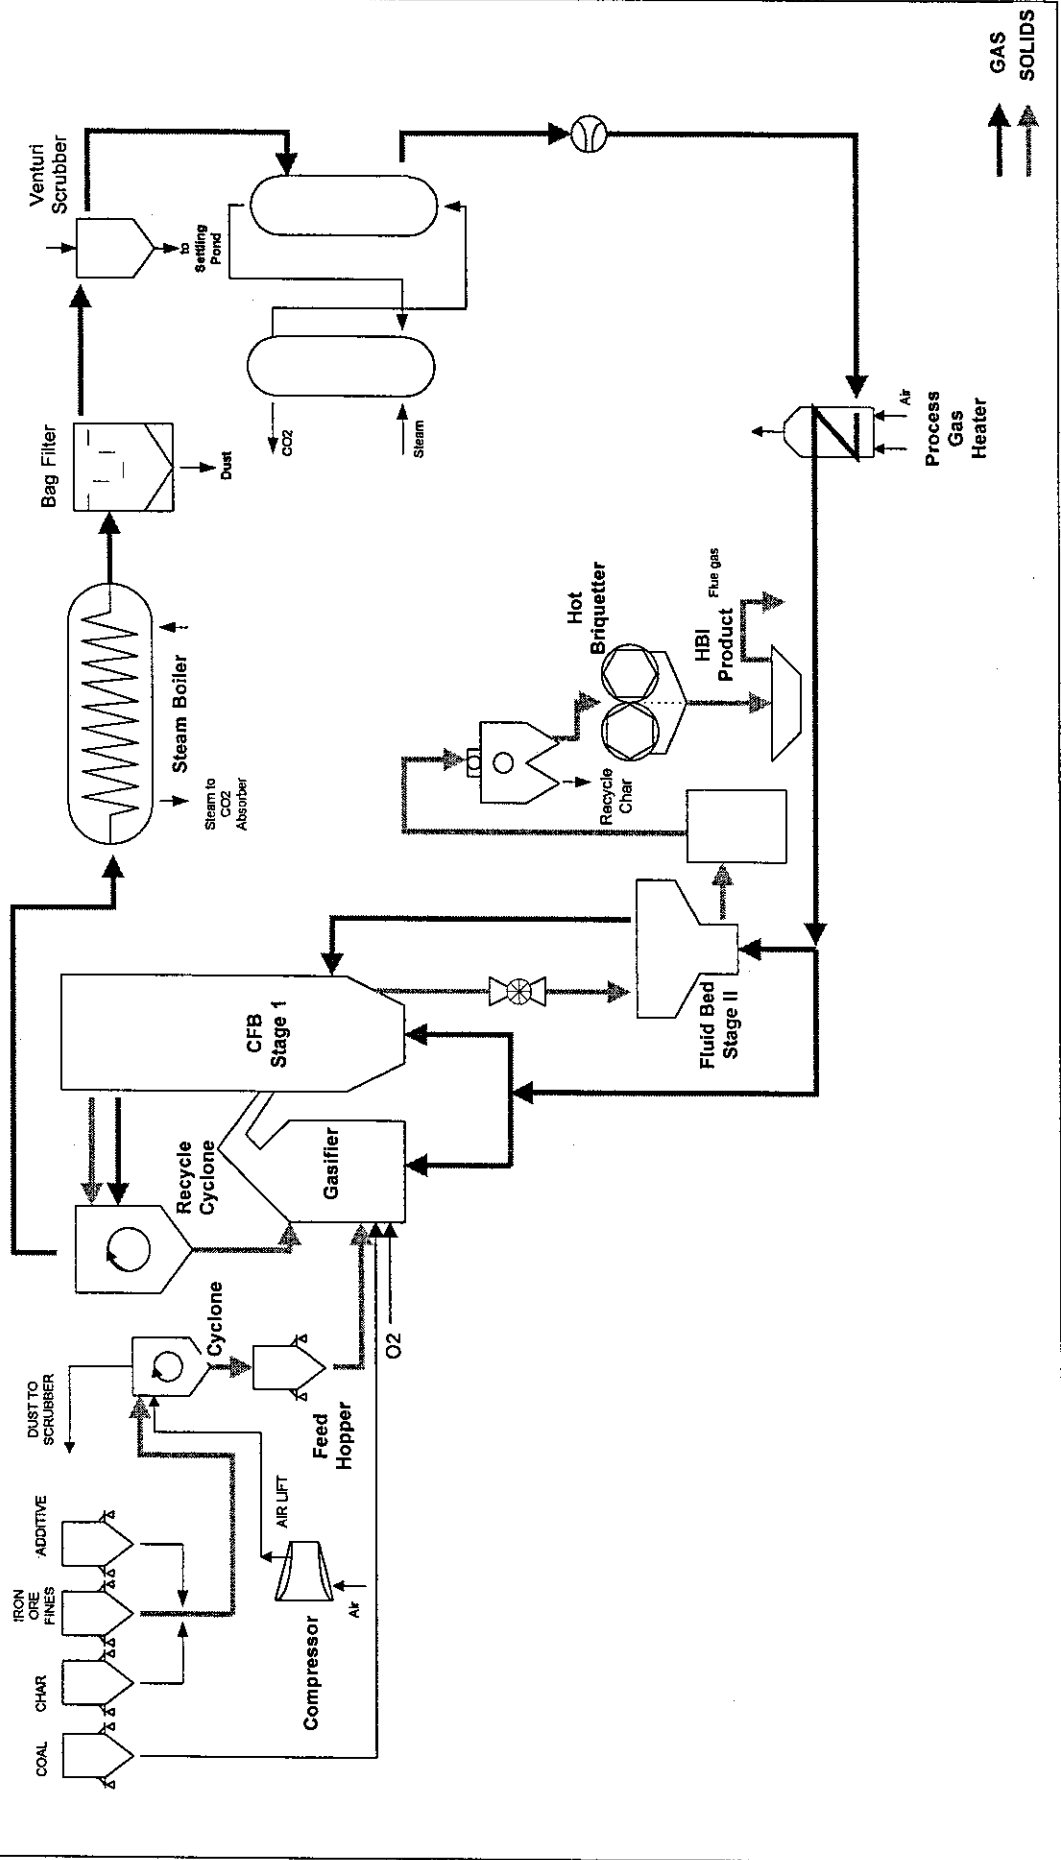 COAL
CHAR
IRON
ORE
FINES
ADDITIVE
DUST TO
SCRUBBER
Cyclone
AIR LIFT
Compressor
Air
Feed
Hopper
O2
Recycle
Cyclone
Gasifier
CFB
Stage 1
Fluid Bed
Stage II
Steam to
CO2
Absorber
Steam Boiler
Bag Filter
Dust
Venturi
Scrubber
to
Settling
Pond
CO2
Steam
Recycle
Char
Hot
Briquetter
HBI
Product
Flue gas
Air
Process
Gas
Heater
GAS
SOLIDS